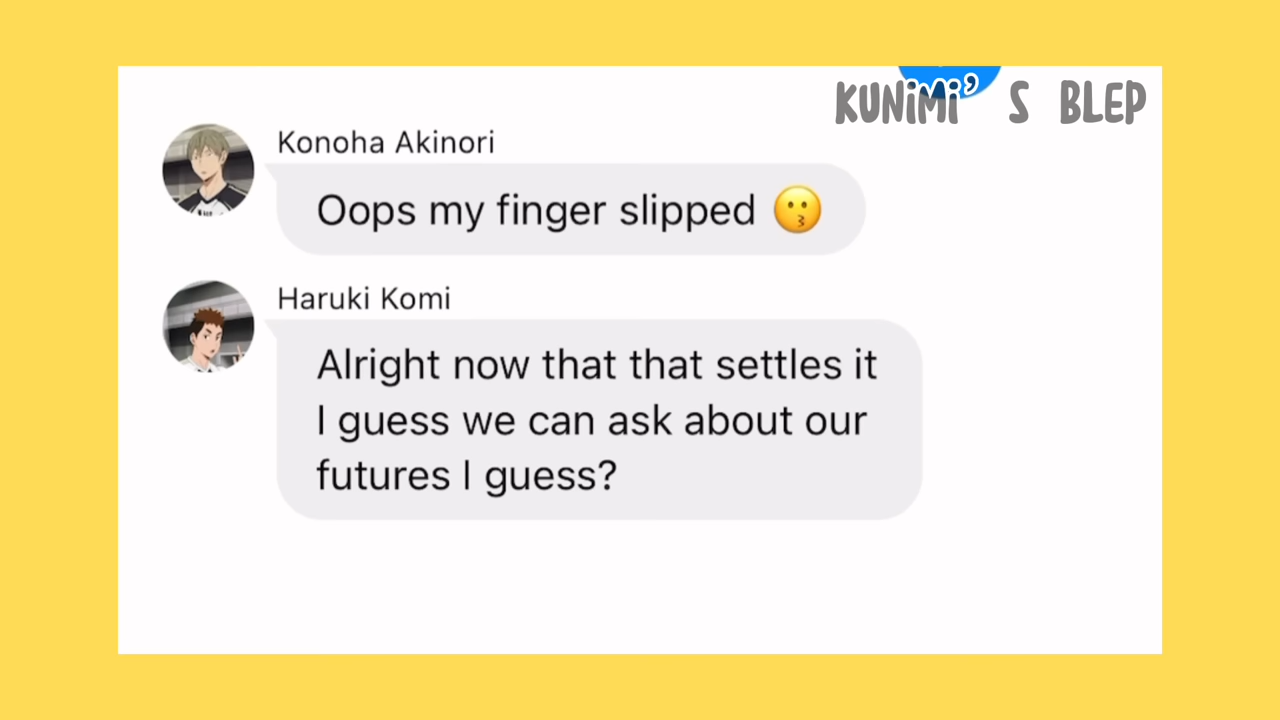 KUNiMi’ S BLEP
Konoha Akinori
Oops my finger slipped 😗
Haruki Komi
Alright now that that settles it
I guess we can ask about our
futures I guess?